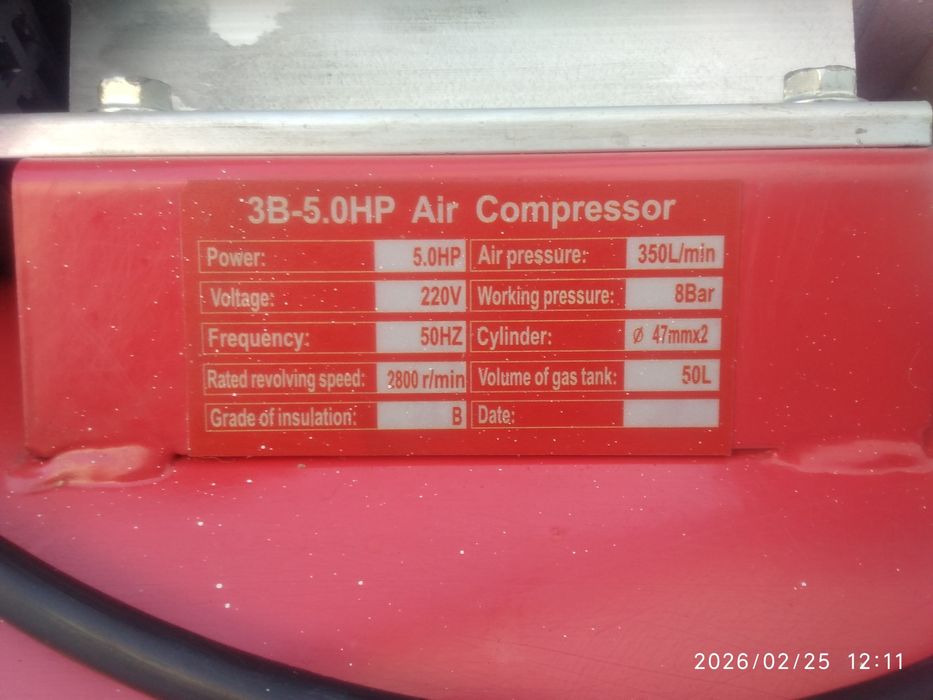 3B-5.0HP Air Compressor
Power: 5.0HP Air pressure: 350L/min
Voltage: 220V Working pressure: 8Bar
Frequency: 50HZ Cylinder: Ø 47mmx2
Rated revolving speed: 2800 r/min Volume of gas tank: 50L
Grade of insulation: B Date:
2026/02/25 12:11